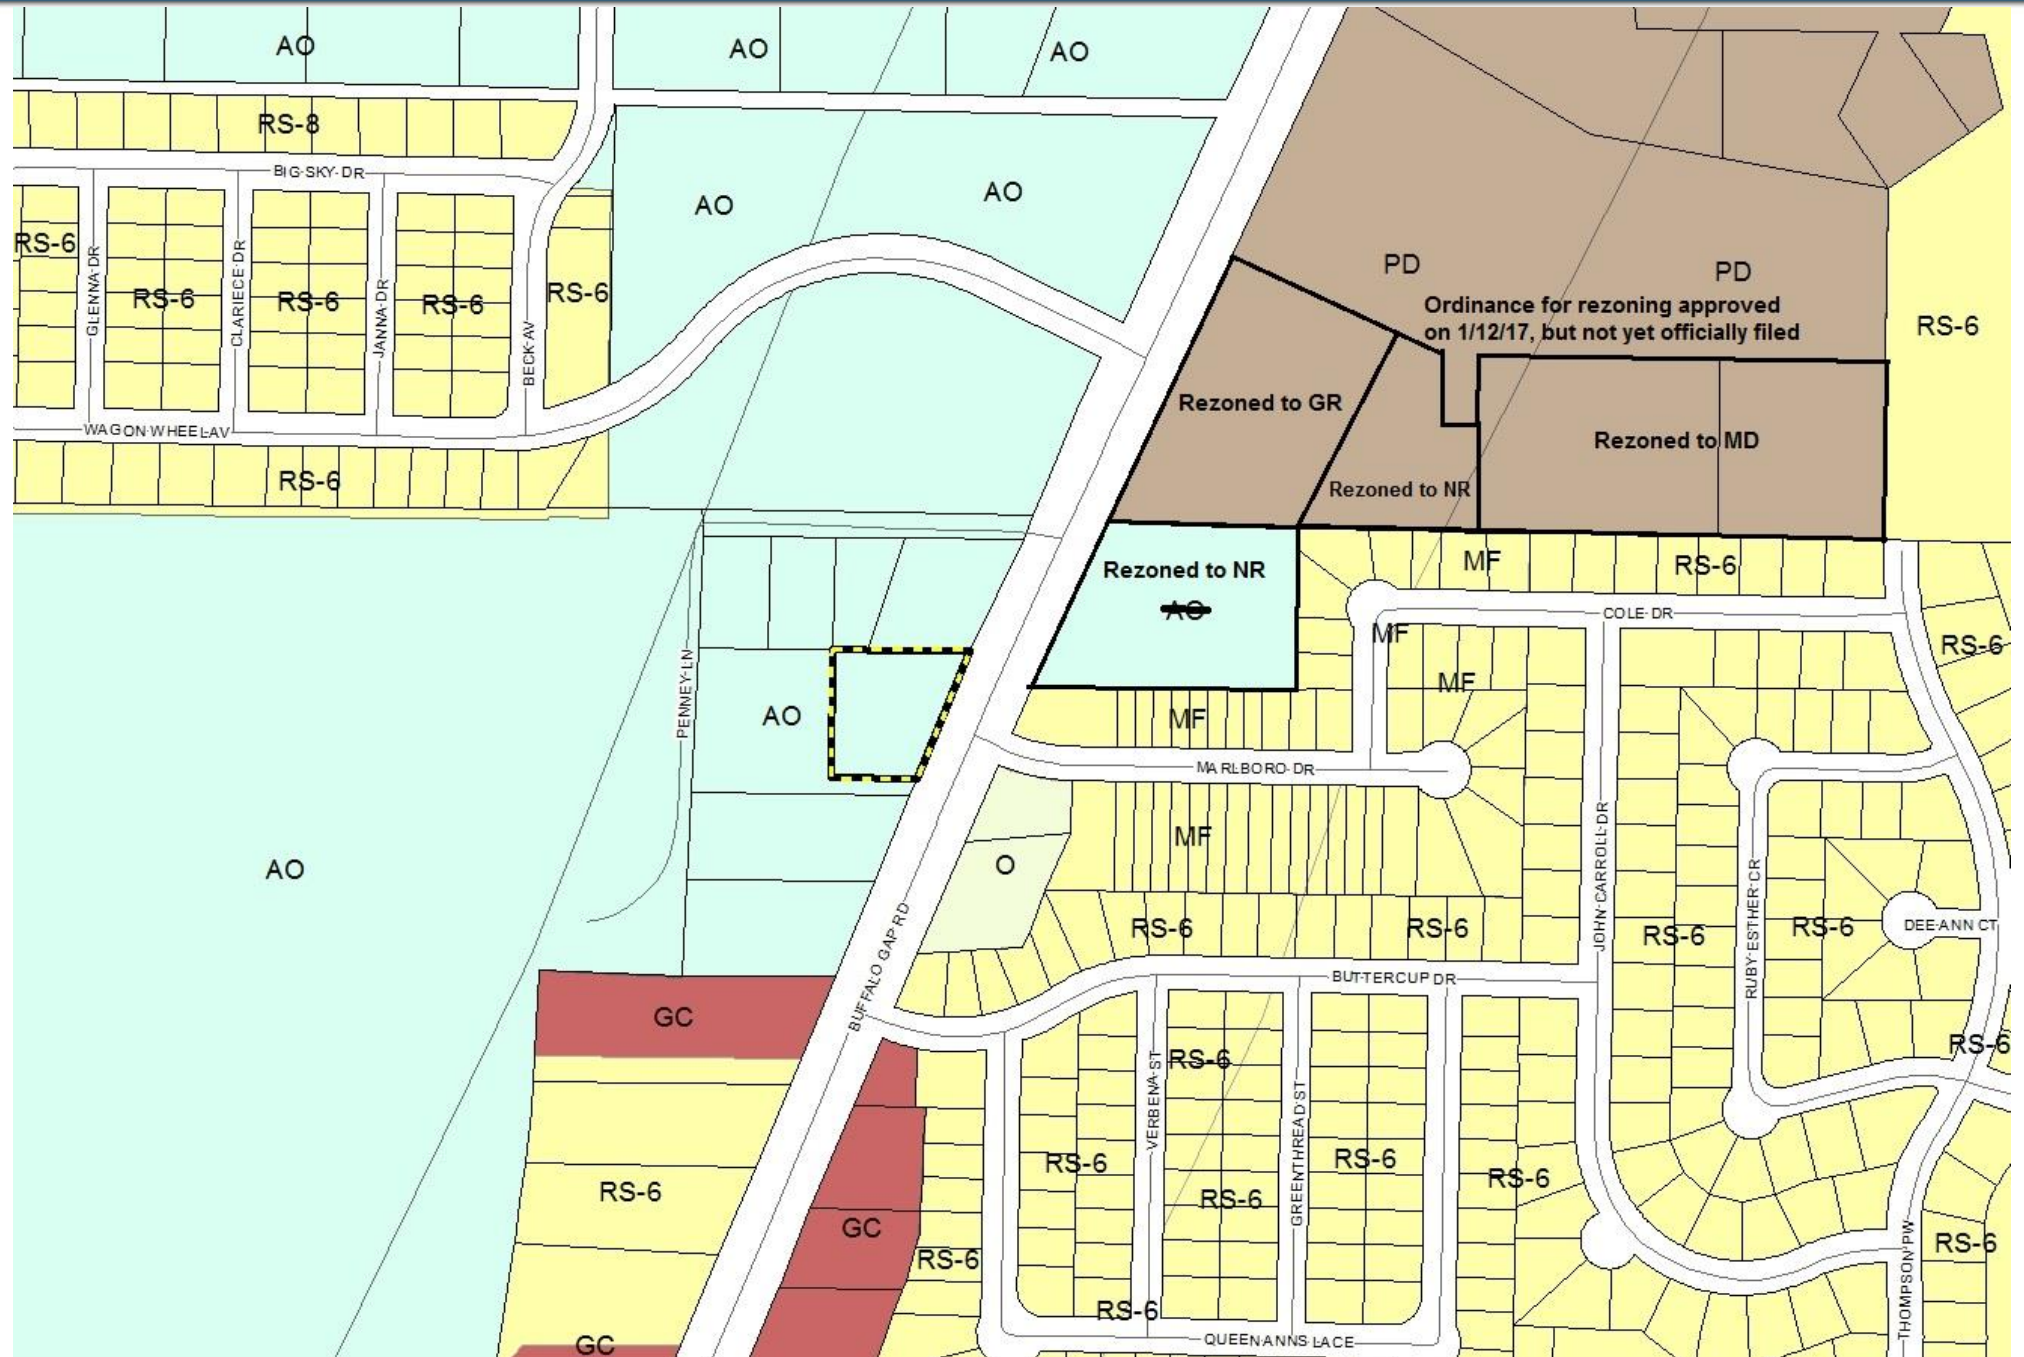 AO
AO
AO
RS-8
BIG SKY DR
AO
AO
RS-6
GLENNA DR
RS-6
CLARIECE DR
RS-6
JANNA DR
RS-6
BECK AV
RS-6
PD
PD
Ordinance for rezoning approved
on 1/12/17, but not yet officially filed
RS-6
Rezoned to GR
Rezoned to NR
Rezoned to MD
WAGON WHEEL AV
RS-6
Rezoned to NR
AO
MF
RS-6
COLE DR
MF
RS-6
MF
PENNEY LN
AO
MF
MARLBORO DR
MF
O
AO
BUFFALO GAP RD
RS-6
RS-6
JOHN CARROLL DR
RS-6
RUBY ESTHER CR
RS-6
DEE ANN CT
BUTTERCUP DR
GC
RS-6
RS-6
VERBENA ST
GREENTHREAD ST
RS-6
RS-6
RS-6
RS-6
RS-6
GC
RS-6
RS-6
THOMPSON PW
RS-6
QUEEN ANNS LACE
GC